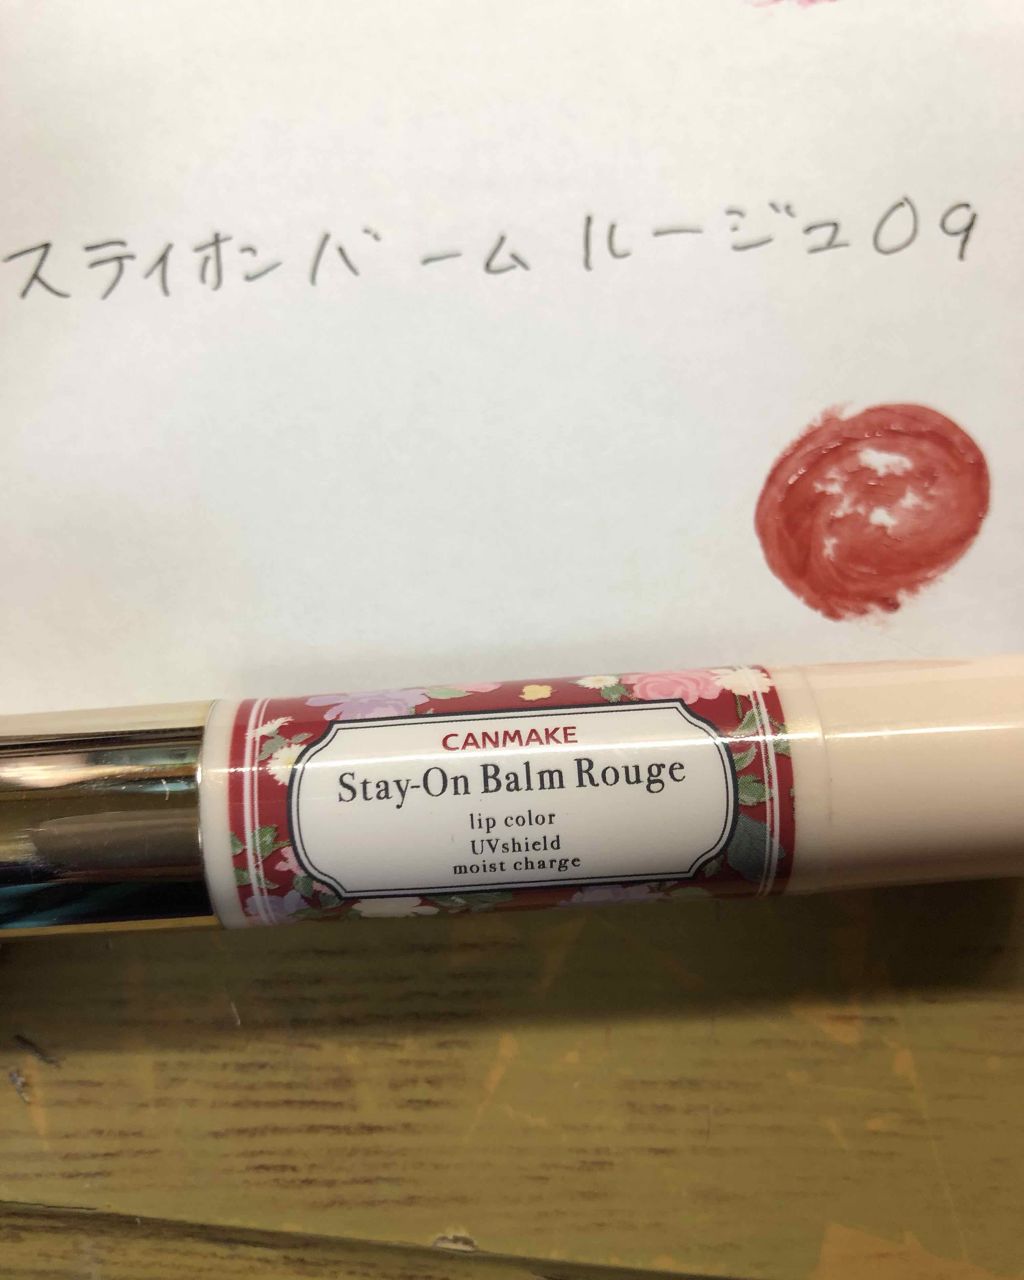 ステイオンバームルージュ09
CANMAKE
Stay-On Balm Rouge
lip color
UVshield
moist charge